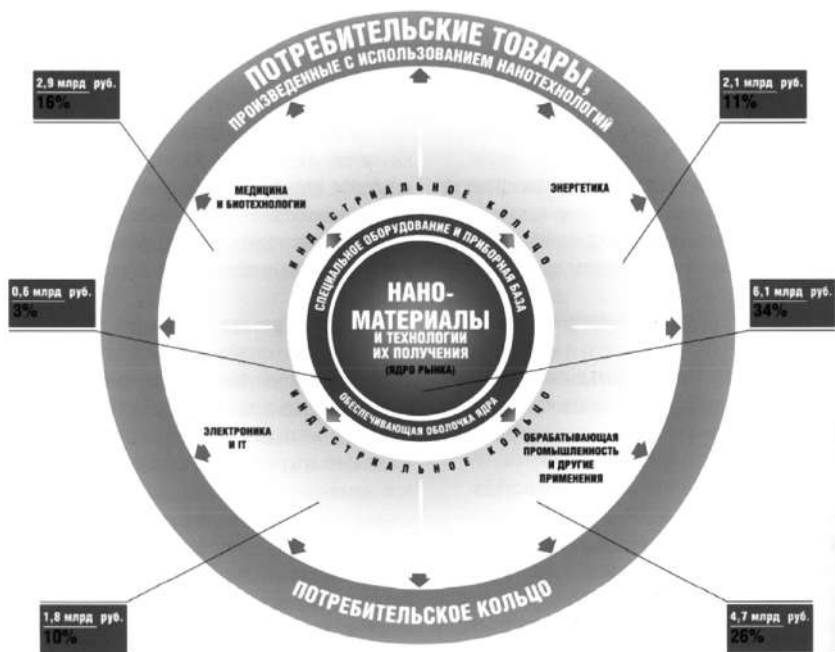 ПОТРЕБИТЕЛЬСКИЕ ТОВАРЫ,
ПРОИЗВЕДЕННЫЕ С ИСПОЛЬЗОВАНИЕМ НАНОТЕХНОЛОГИЙ
2,9 млрд руб.
16%
2,1 млрд руб.
11%
МЕДИЦИНА
И БИОТЕХНОЛОГИИ
ЭНЕРГЕТИКА
ИНДУСТРИАЛЬНОЕ КОЛЬЦО
СПЕЦИАЛЬНОЕ ОБОРУДОВАНИЕ И ПРИБОРНАЯ БАЗА
0,6 млрд руб.
3%
6,1 млрд руб.
34%
НАНО-
МАТЕРИАЛЫ
И ТЕХНОЛОГИИ
ИХ ПОЛУЧЕНИЯ
(ЯДРО РЫНКА)
ОБЕСПЕЧИВАЮЩАЯ ОБОЛОЧКА ЯДРА
ИНДУСТРИАЛЬНОЕ КОЛЬЦО
ЭЛЕКТРОНИКА
И IT
ОБРАБАТЫВАЮЩАЯ
ПРОМЫШЛЕННОСТЬ
И ДРУГИЕ
ПРИМЕНЕНИЯ
ПОТРЕБИТЕЛЬСКОЕ КОЛЬЦО
1,8 млрд руб.
10%
4,7 млрд руб.
26%